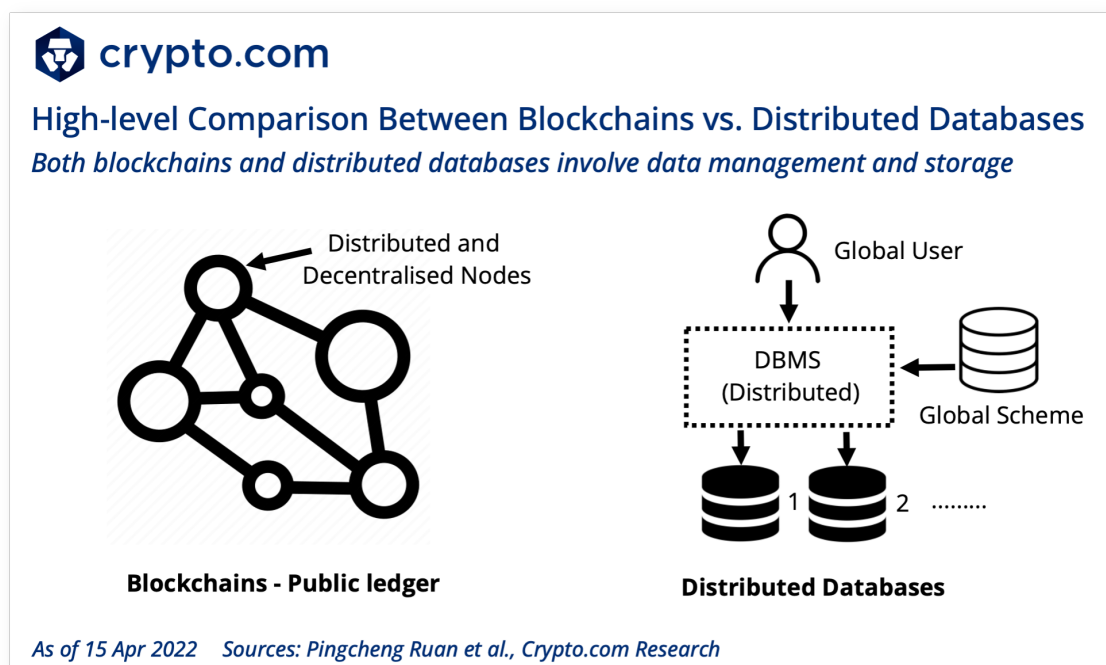 crypto.com
High-level Comparison Between Blockchains vs. Distributed Databases
Both blockchains and distributed databases involve data management and storage
Distributed and
Decentralised Nodes
Blockchains - Public ledger
Global User
DBMS
(Distributed)
Global Scheme
1
2 .........
Distributed Databases
As of 15 Apr 2022 Sources: Pingcheng Ruan et al., Crypto.com Research